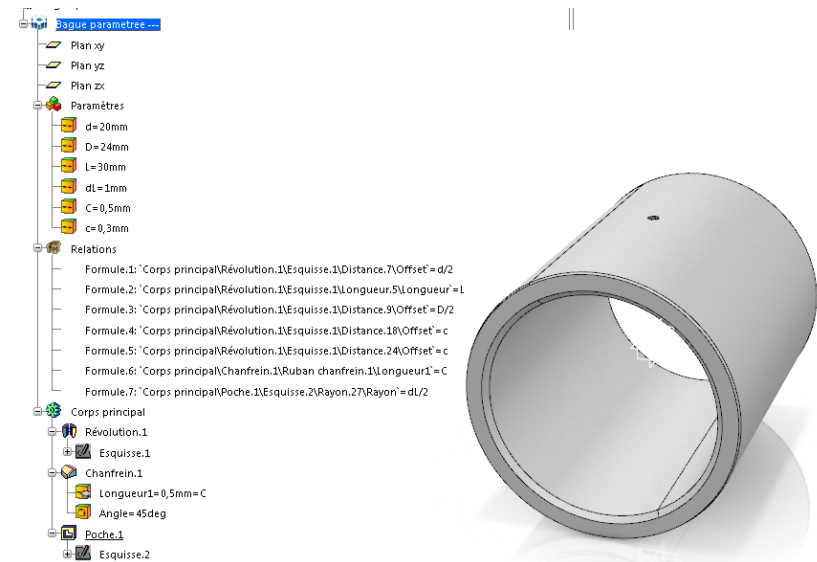 Bague parametree ---
Plan xy
Plan yz
Plan zx
Paramètres
d=20mm
D=24mm
L=30mm
dL=1mm
C=0,5mm
c=0,3mm
Relations
Formule.1: `Corps principal\Révolution.1\Esquisse.1\Distance.7\Offset`=d/2
Formule.2: `Corps principal\Révolution.1\Esquisse.1\Longueur.5\Longueur`=L
Formule.3: `Corps principal\Révolution.1\Esquisse.1\Distance.9\Offset`=D/2
Formule.4: `Corps principal\Révolution.1\Esquisse.1\Distance.18\Offset`=c
Formule.5: `Corps principal\Révolution.1\Esquisse.1\Distance.24\Offset`=c
Formule.6: `Corps principal\Chanfrein.1\Ruban chanfrein.1\Longueur1`=C
Formule.7: `Corps principal\Poche.1\Esquisse.2\Rayon.27\Rayon`=dL/2
Corps principal
Révolution.1
Esquisse.1
Chanfrein.1
Longueur1=0,5mm=C
Angle=45deg
Poche.1
Esquisse.2